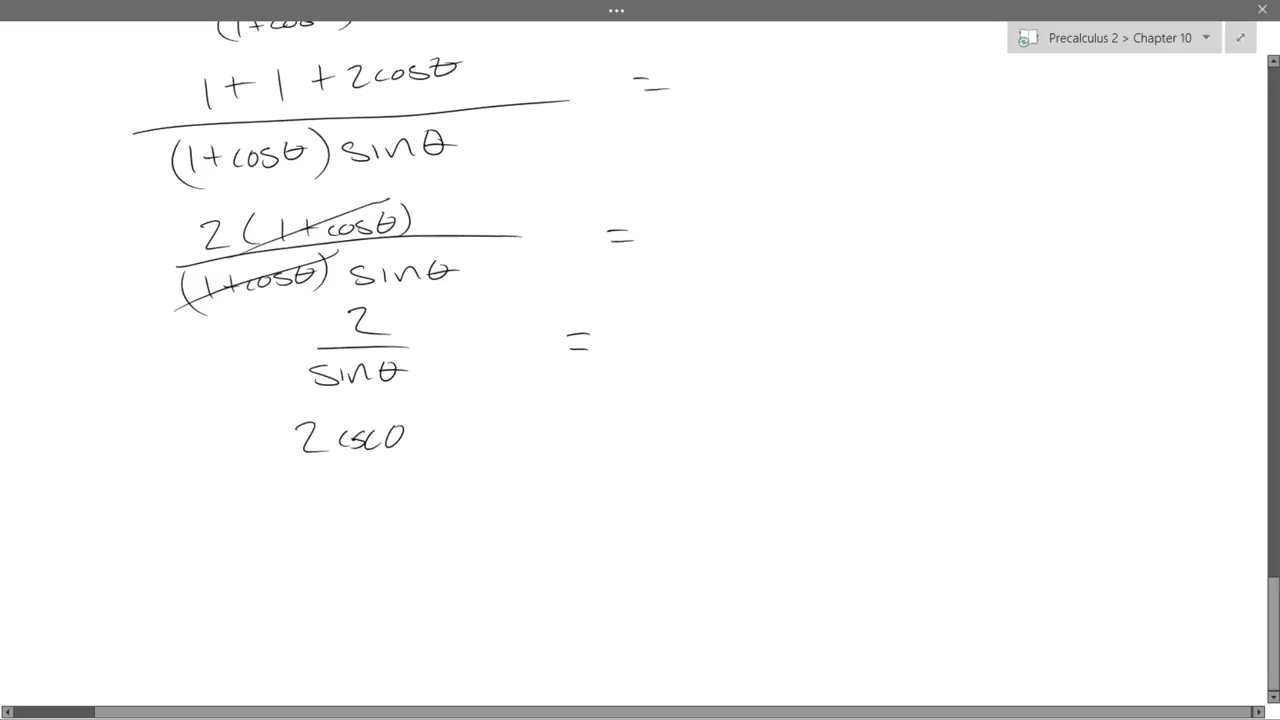 Precalculus 2 > Chapter 10
1 + 1 + 2cosθ =
(1+cosθ) sinθ
2 (1+cosθ) =
(1+cosθ) sinθ
2 =
sinθ
2 cscθ